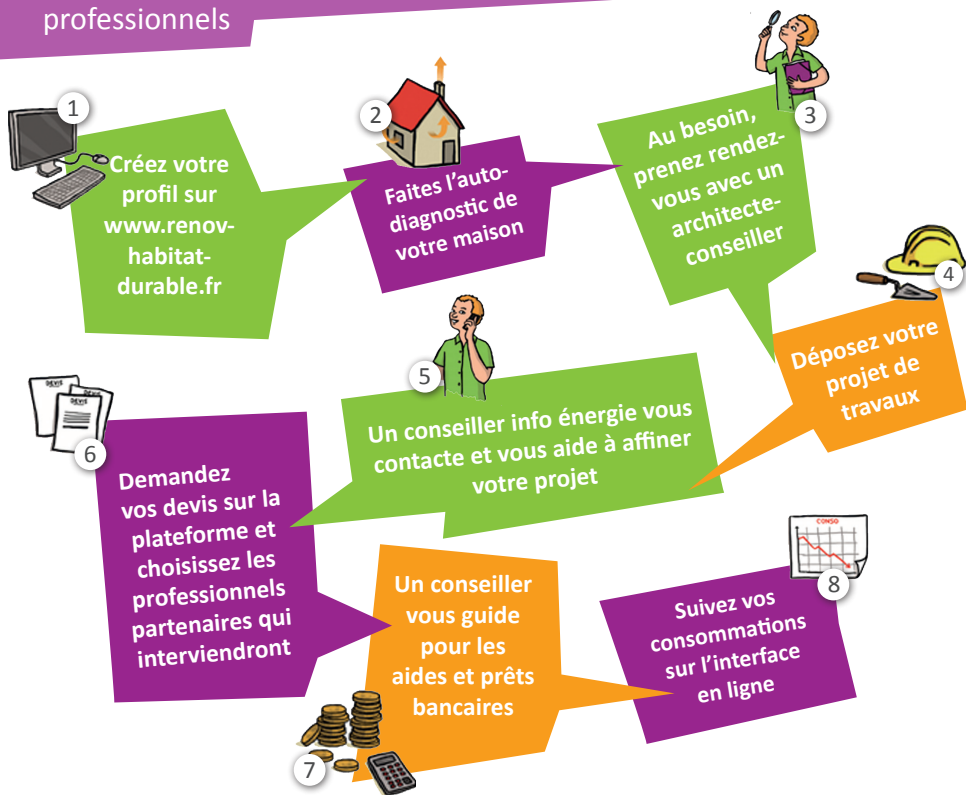 professionnels
1
Créez votre
profil sur
www.renov-
habitat-
durable.fr
2
Faites l’auto-
diagnostic de
votre maison
3
Au besoin,
prenez rendez-
vous avec un
architecte-
conseiller
4
Déposez votre
projet de
travaux
5
Un conseiller info énergie vous
contacte et vous aide à affiner
votre projet
DEVIS
DEVIS
6
Demandez
vos devis sur la
plateforme et
choisissez les
professionnels
partenaires qui
interviendront
7
Un conseiller
vous guide
pour les
aides et prêts
bancaires
CONSO
8
Suivez vos
consommations
sur l’interface
en ligne